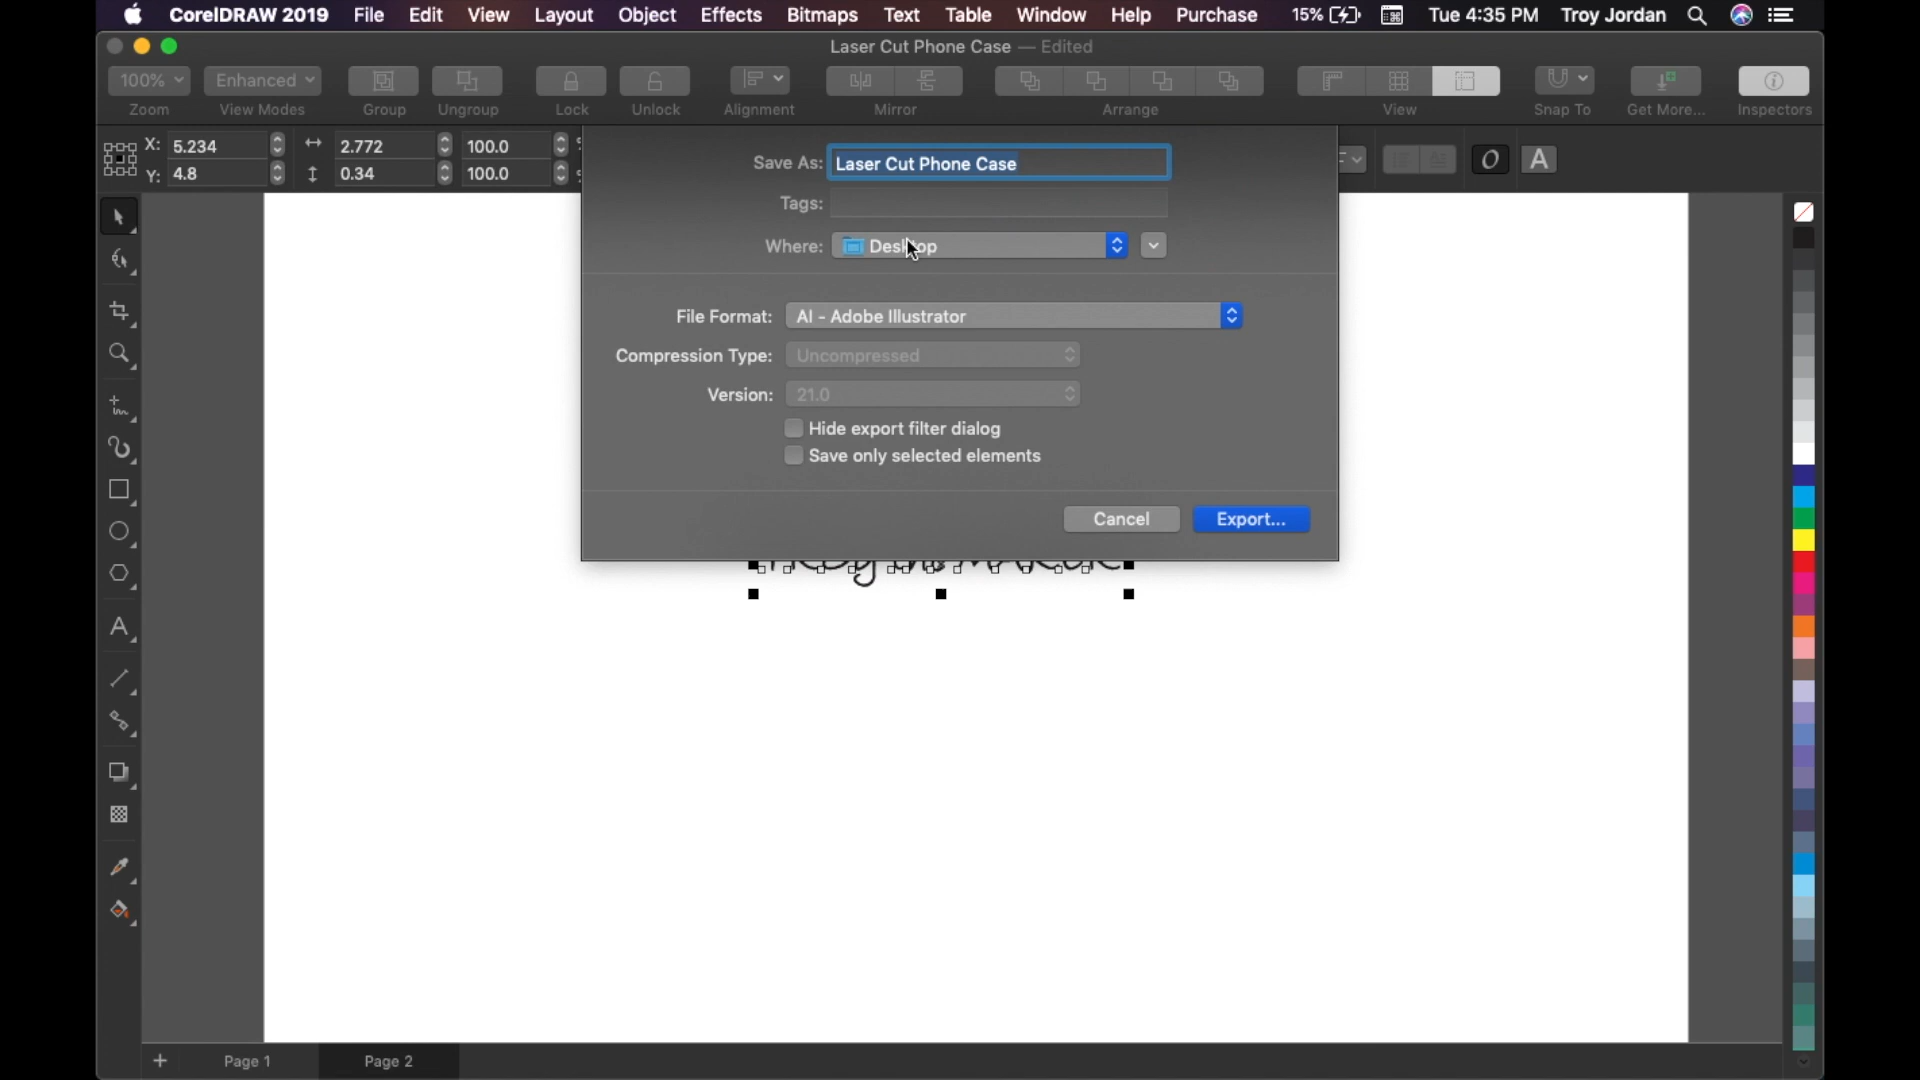 CorelDRAW 2019 File Edit View Layout Object Effects Bitmaps Text Table Window Help Purchase 15% Tue 4:35 PM Troy Jordan
Laser Cut Phone Case — Edited
100% Enhanced
Zoom View Modes Group Ungroup Lock Unlock Alignment Mirror Arrange View Snap To Get More... Inspectors
X: 5.234 2.772 100.0
Y: 4.8 0.34 100.0
Save As: Laser Cut Phone Case
Tags:
Where: Desktop
File Format: AI - Adobe Illustrator
Compression Type: Uncompressed
Version: 21.0
Hide export filter dialog
Save only selected elements
Cancel Export...
Page 1 Page 2